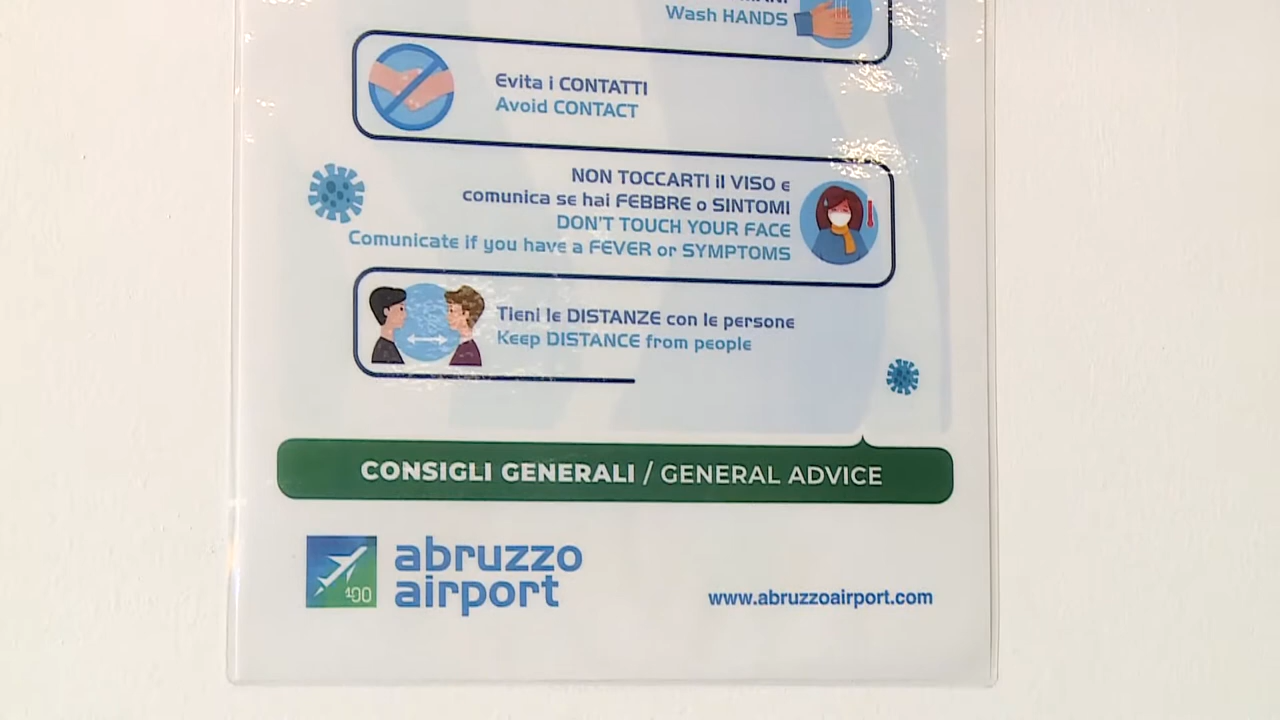 Wash HANDS
Evita i CONTATTI
Avoid CONTACT
NON TOCCARTI il VISO e
comunica se hai FEBBRE o SINTOMI
DON'T TOUCH YOUR FACE
Comunicate if you have a FEVER or SYMPTOMS
Tieni le DISTANZE con le persone
Keep DISTANCE from people
CONSIGLI GENERALI / GENERAL ADVICE
100
abruzzo
airport
www.abruzzoairport.com